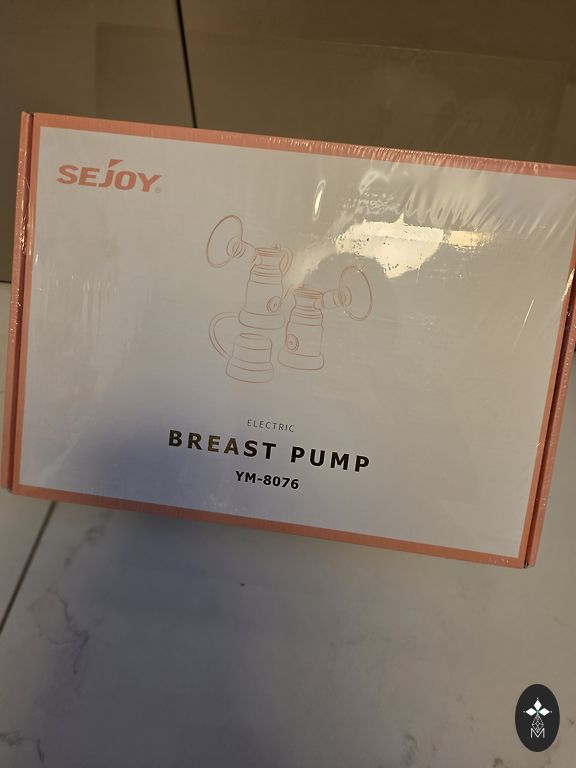 SEJOY®
ELECTRIC
BREAST PUMP
YM-8076
M